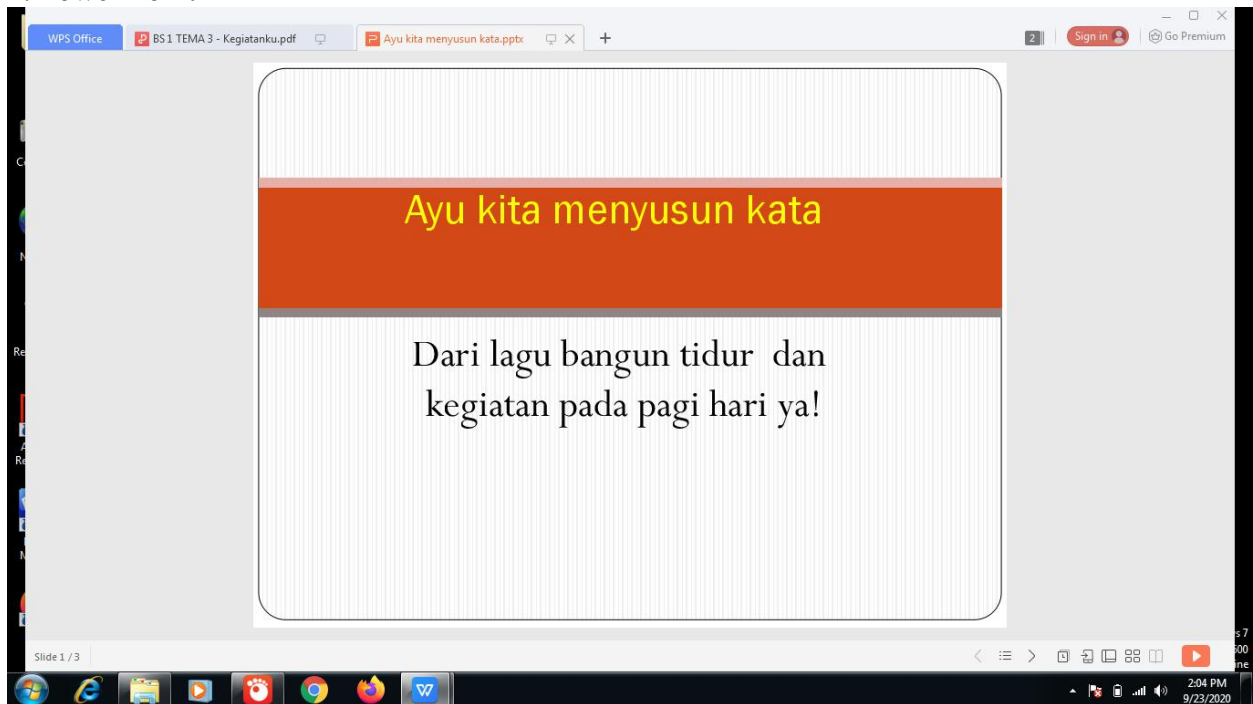 WPS Office
BS 1 TEMA 3 - Kegiatanku.pdf
Ayu kita menyusun kata.pptx
2
Sign in
Go Premium
Ayu kita menyusun kata
Dari lagu bangun tidur dan
kegiatan pada pagi hari ya!
Slide 1 / 3
2:04 PM
9/23/2020